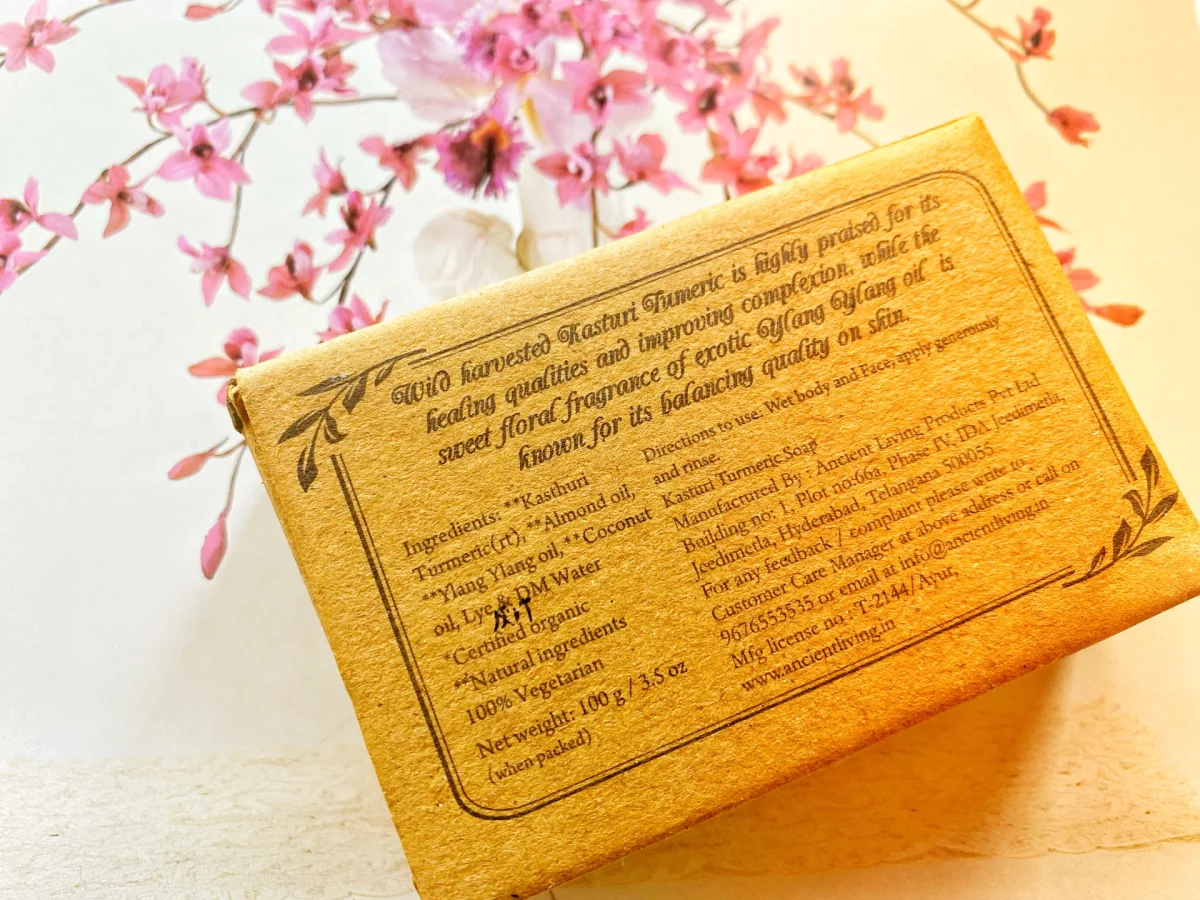 Wild harvested Kasturi Tumeric is highly praised for its
healing qualities and improving complexion, while the
sweet floral fragrance of exotic Ylang Ylang oil is
known for its balancing quality on skin.
Ingredients: **Kasthuri
Turmeric(rt), **Almond oil,
**Ylang Ylang oil, **Coconut
oil, Lye & DM Water
*Certified organic
**Natural ingredients
100% Vegetarian
Net weight: 100 g / 3.5 oz
(when packed)
Directions to use: Wet body and Face, apply generously
and rinse.
Kasturi Turmeric Soap
Manufactured By : Ancient Living Products Pvt Ltd
Building no: 1, Plot no:66a, Phase IV, IDA Jeedimetla,
Jeedimetla, Hyderabad, Telangana 500055
For any feedback / complaint please write to
Customer Care Manager at above address or call on
9676553535 or email at info@ancientliving.in
Mfg license no : T-2144/Ayur,
www.ancientliving.in